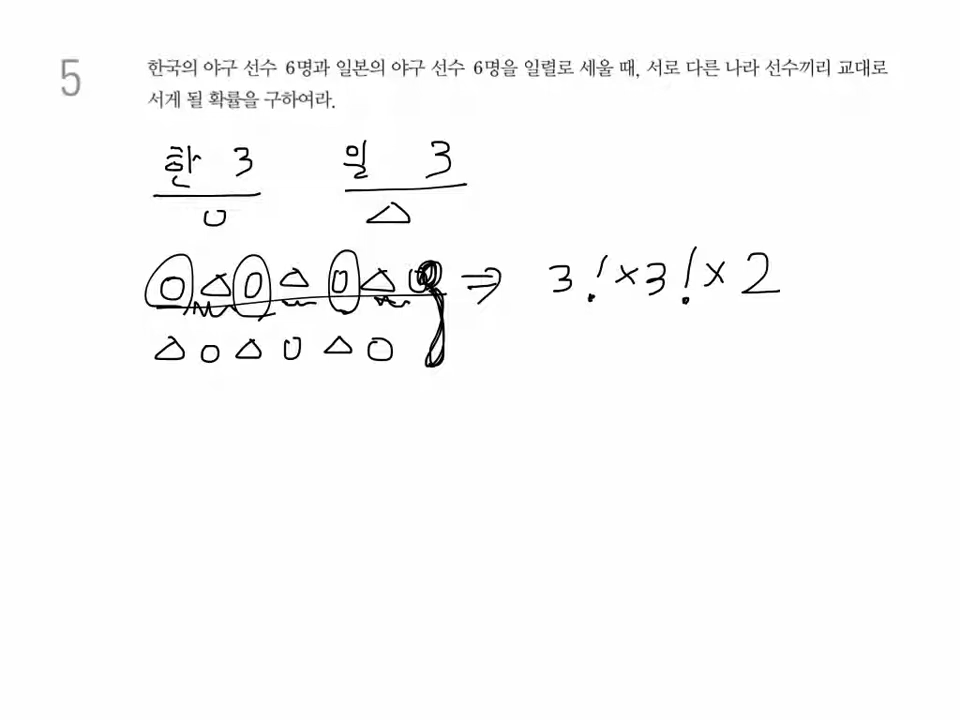 5
한국의 야구 선수 6명과 일본의 야구 선수 6명을 일렬로 세울 때, 서로 다른 나라 선수끼리 교대로
서게 될 확률을 구하여라.
한 3 일 3
○ △
○ △ ○ △ ○ △ ⇒ 3! × 3! × 2
△ ○ △ ○ △ ○